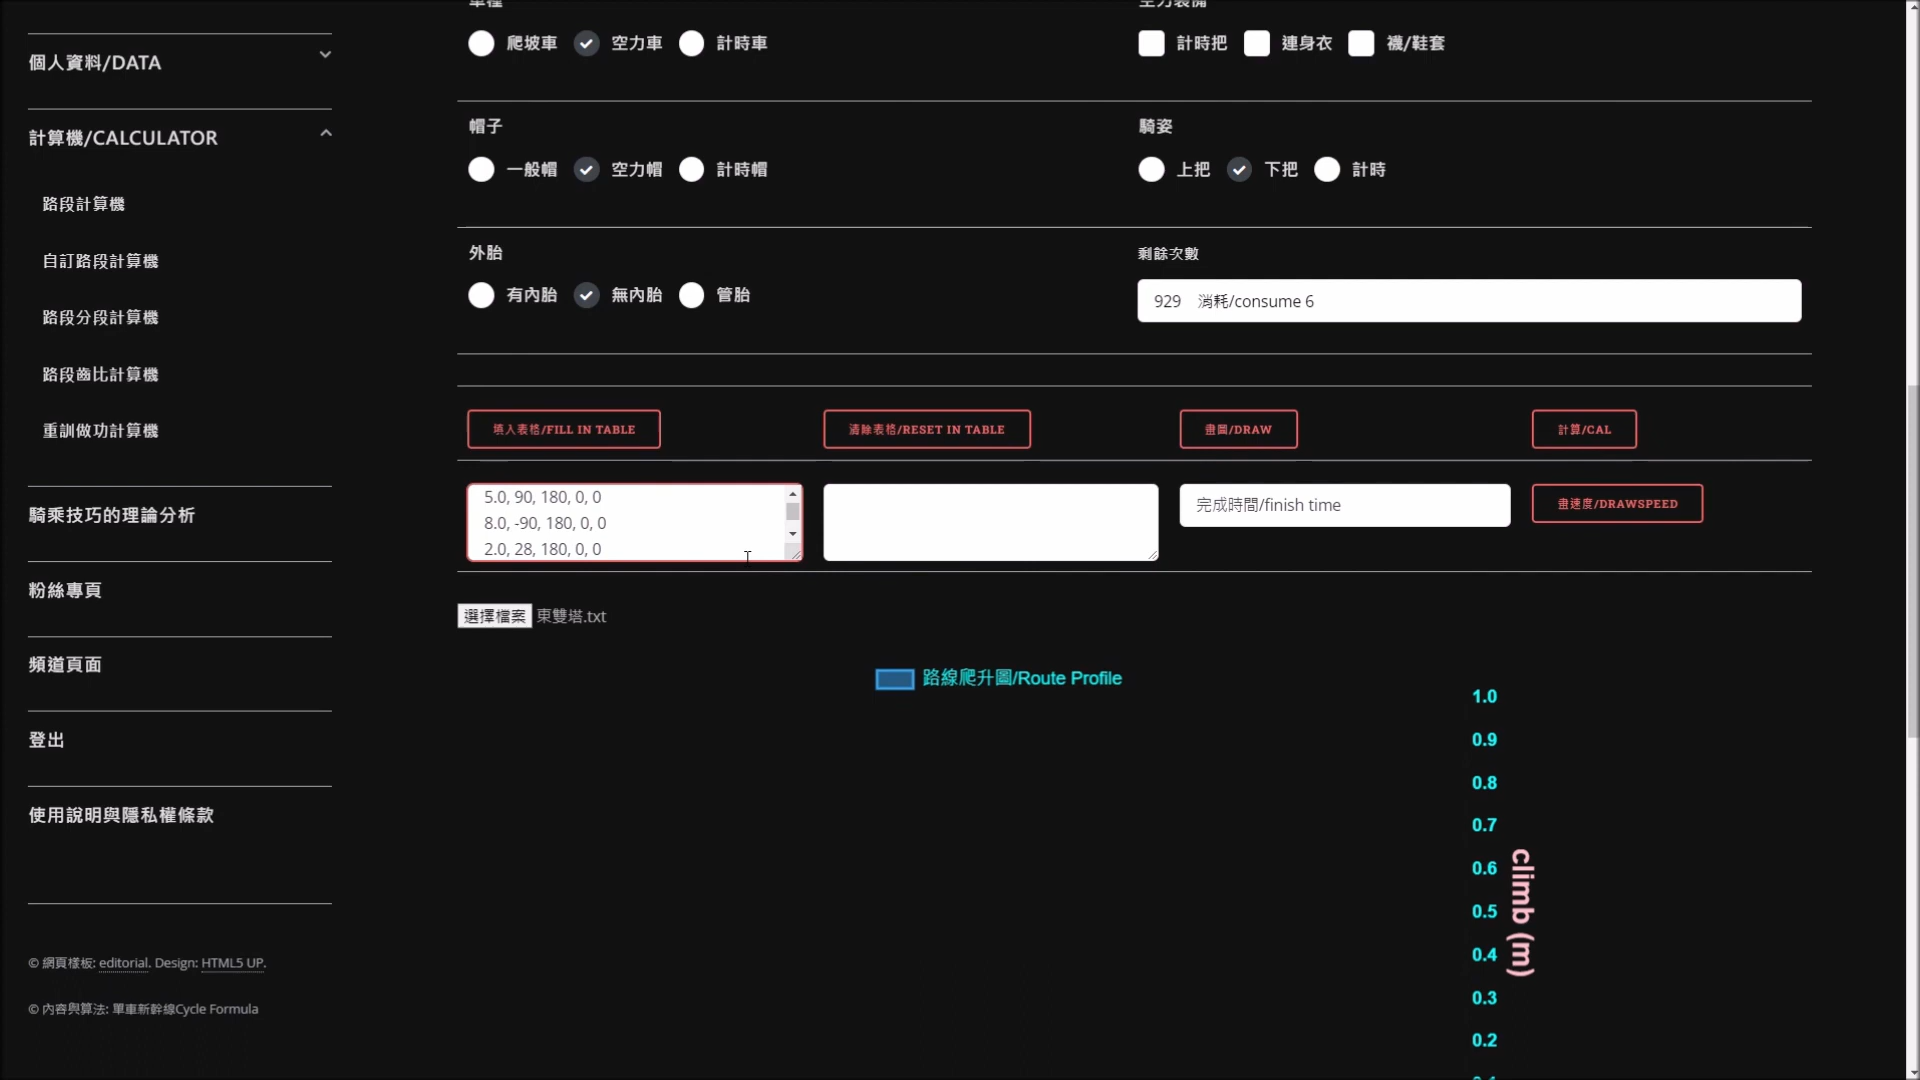 個人資料/DATA
計算機/CALCULATOR
路段計算機
自訂路段計算機
路段分段計算機
路段齒比計算機
重訓做功計算機
騎乘技巧的理論分析
粉絲專頁
頻道頁面
登出
使用說明與隱私權條款
© 網頁樣板: editorial. Design: HTML5 UP.
© 內容與算法: 單車新幹線Cycle Formula
車種
爬坡車 空力車 計時車
空力裝備
計時把 連身衣 襪/鞋套
帽子
一般帽 空力帽 計時帽
騎姿
上把 下把 計時
外胎
有內胎 無內胎 管胎
剩餘次數
929 消耗/consume 6
填入表格/FILL IN TABLE
清除表格/RESET IN TABLE
畫圖/DRAW
計算/CAL
5.0, 90, 180, 0, 0
8.0, -90, 180, 0, 0
2.0, 28, 180, 0, 0
完成時間/finish time
畫速度/DRAWSPEED
選擇檔案 東雙塔.txt
路線爬升圖/Route Profile
1.0
0.9
0.8
0.7
0.6
0.5
0.4
0.3
0.2
climb (m)